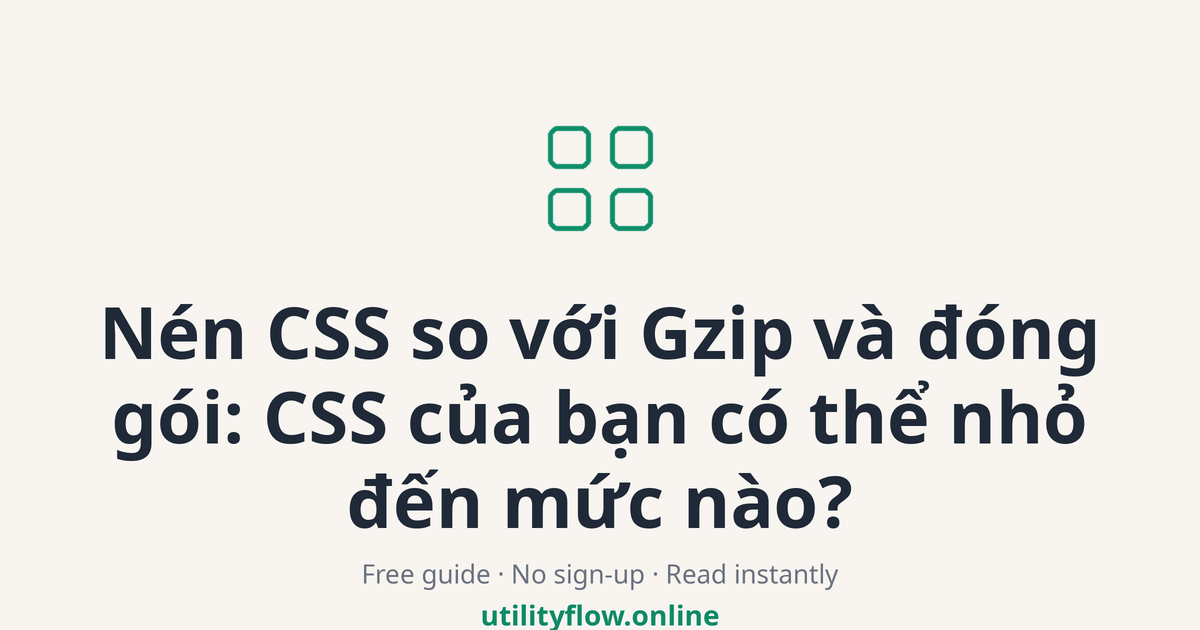 Nén CSS so với Gzip và đóng
gói: CSS của bạn có thể nhỏ
đến mức nào?
Free guide · No sign-up · Read instantly
utilityflow.online